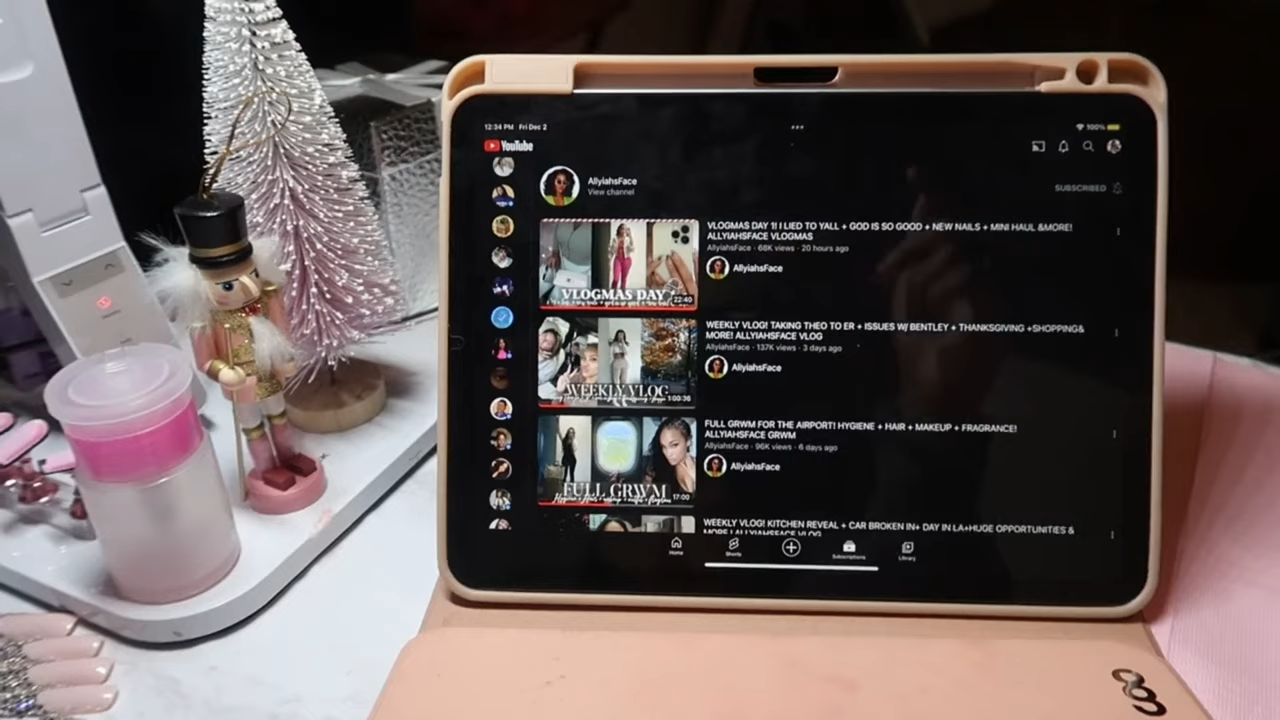 12:34 PM Fri Dec 2
100%
YouTube
AllyiahsFace
View channel
SUBSCRIBED
VLOGMAS DAY 1! I LIED TO YALL + GOD IS SO GOOD + NEW NAILS + MINI HAUL &MORE!
ALLYIAHSFACE VLOGMAS
AllyiahsFace · 68K views · 20 hours ago
AllyiahsFace
VLOGMAS DAY 1
22:40
WEEKLY VLOG! TAKING THEO TO ER + ISSUES W/ BENTLEY + THANKSGIVING +SHOPPING&
MORE! ALLYIAHSFACE VLOG
AllyiahsFace · 137K views · 3 days ago
AllyiahsFace
WEEKLY VLOG
1:00:36
FULL GRWM FOR THE AIRPORT! HYGIENE + HAIR + MAKEUP + FRAGRANCE!
ALLYIAHSFACE GRWM
AllyiahsFace · 96K views · 6 days ago
AllyiahsFace
FULL GRWM
17:00
WEEKLY VLOG! KITCHEN REVEAL + CAR BROKEN IN+ DAY IN LA+HUGE OPPORTUNITIES &
MORE | ALLYIAHSFACE VLOG
Home
Shorts
Subscriptions
Library